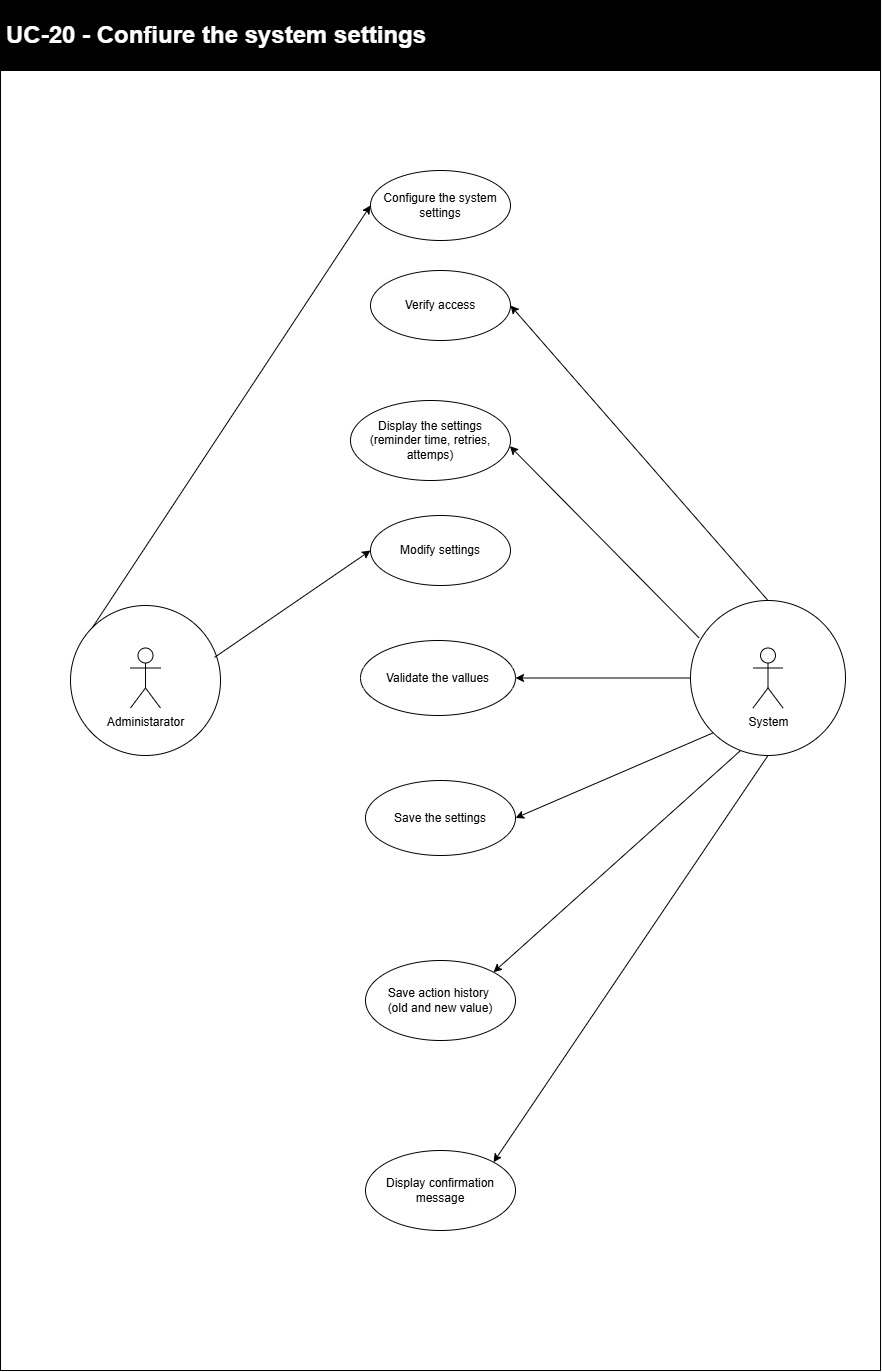 UC-20 - Confiure the system settings
Configure the system
settings
Verify access
Display the settings
(reminder time, retries,
attemps)
Modify settings
Administarator
Validate the vallues
System
Save the settings
Save action history
(old and new value)
Display confirmation
message